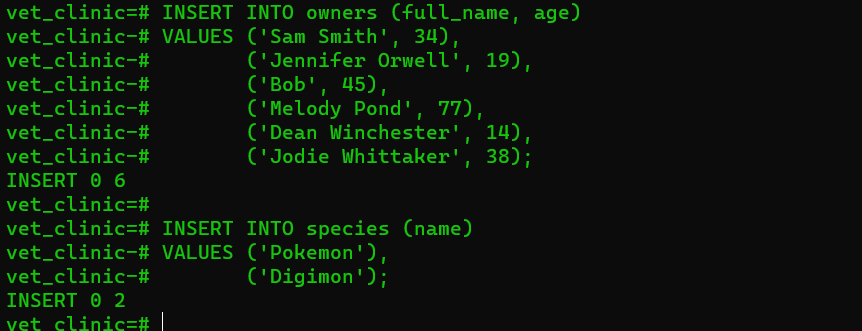 vet_clinic=# INSERT INTO owners (full_name, age)
vet_clinic-# VALUES ('Sam Smith', 34),
vet_clinic-#        ('Jennifer Orwell', 19),
vet_clinic-#        ('Bob', 45),
vet_clinic-#        ('Melody Pond', 77),
vet_clinic-#        ('Dean Winchester', 14),
vet_clinic-#        ('Jodie Whittaker', 38);
INSERT 0 6
vet_clinic=#
vet_clinic=# INSERT INTO species (name)
vet_clinic-# VALUES ('Pokemon'),
vet_clinic-#        ('Digimon');
INSERT 0 2
vet_clinic=#